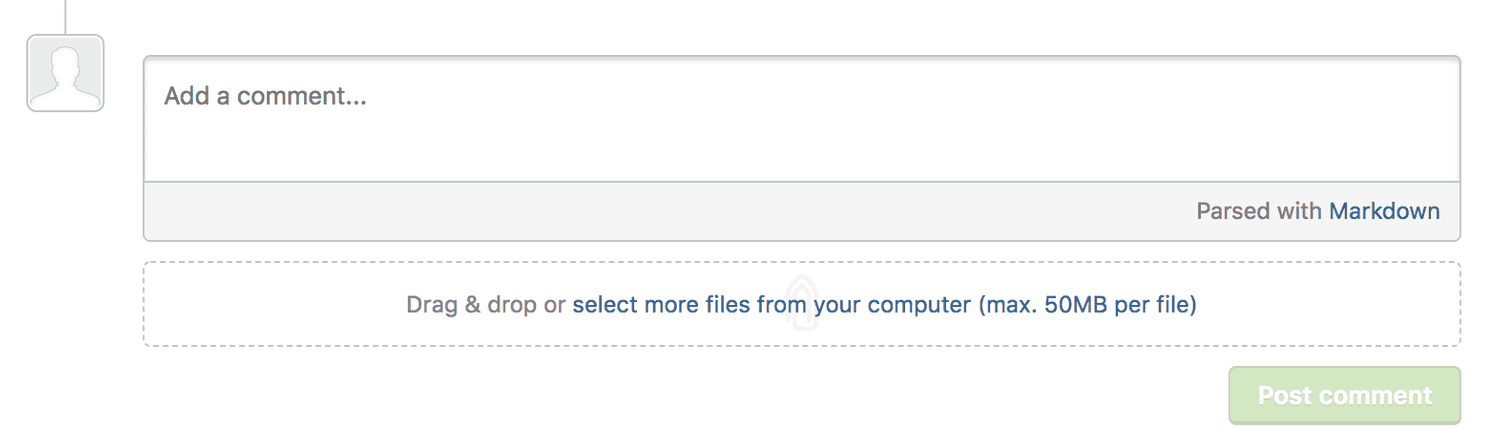 Add a comment...
Parsed with Markdown
Drag & drop or select more files from your computer (max. 50MB per file)
Post comment